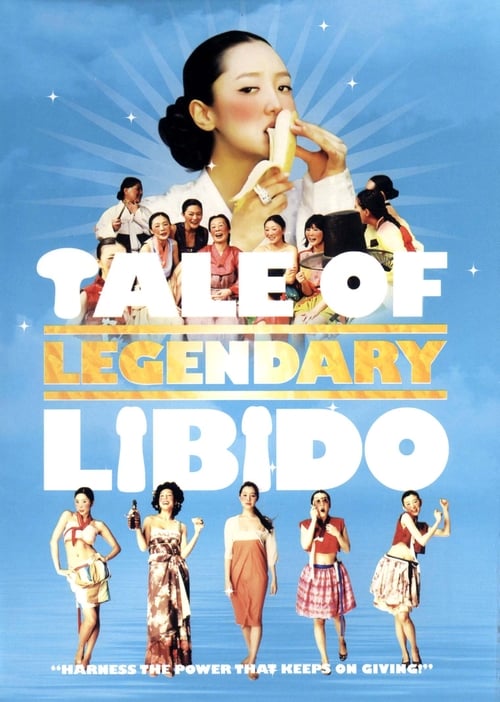 TALE OF
LEGENDARY
LIBIDO
"HARNESS THE POWER THAT KEEPS ON GIVING!"